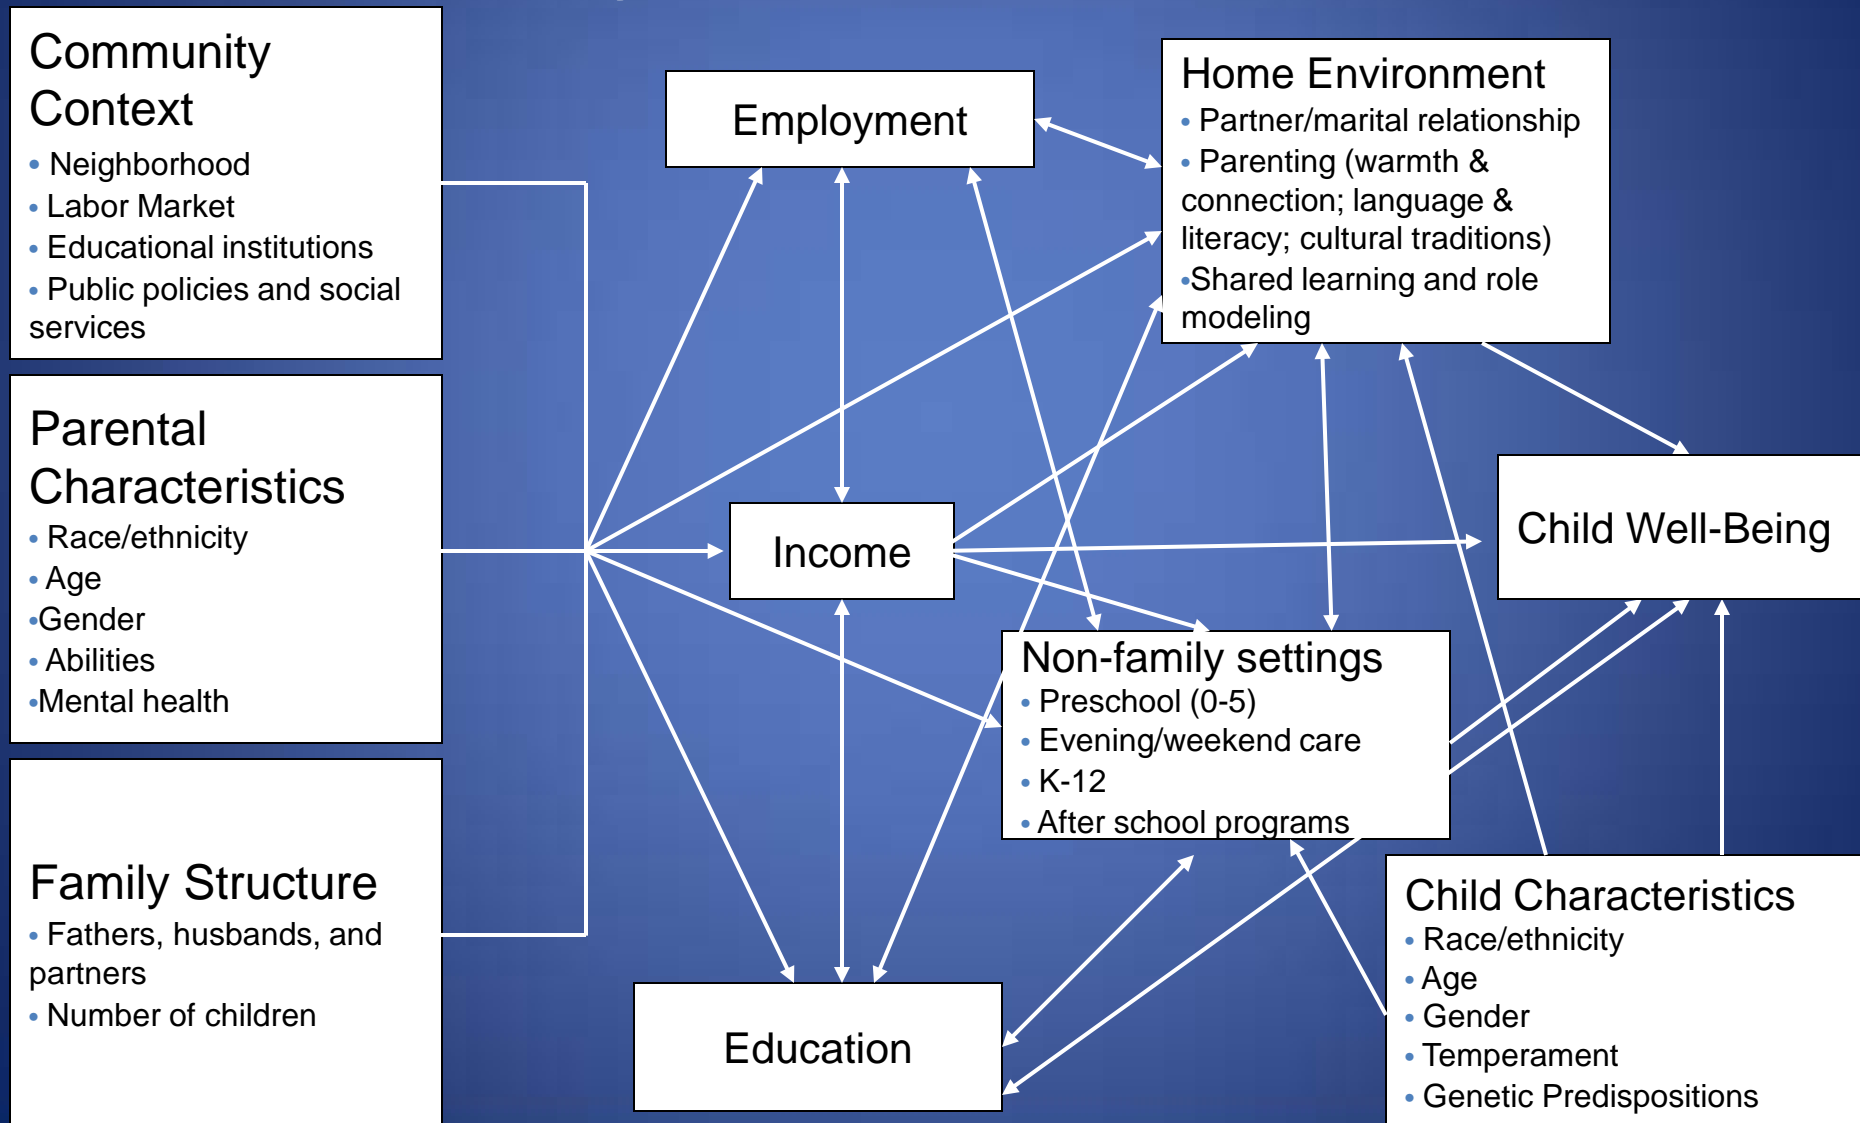 Community
Context
• Neighborhood
• Labor Market
• Educational institutions
• Public policies and social
services
Parental
Characteristics
• Race/ethnicity
• Age
•Gender
• Abilities
•Mental health
Family Structure
• Fathers, husbands, and
partners
• Number of children
Employment
Income
Education
Home Environment
• Partner/marital relationship
• Parenting (warmth &
connection; language &
literacy; cultural traditions)
•Shared learning and role
modeling
Non-family settings
• Preschool (0-5)
• Evening/weekend care
• K-12
• After school programs
Child Well-Being
Child Characteristics
• Race/ethnicity
• Age
• Gender
• Temperament
• Genetic Predispositions